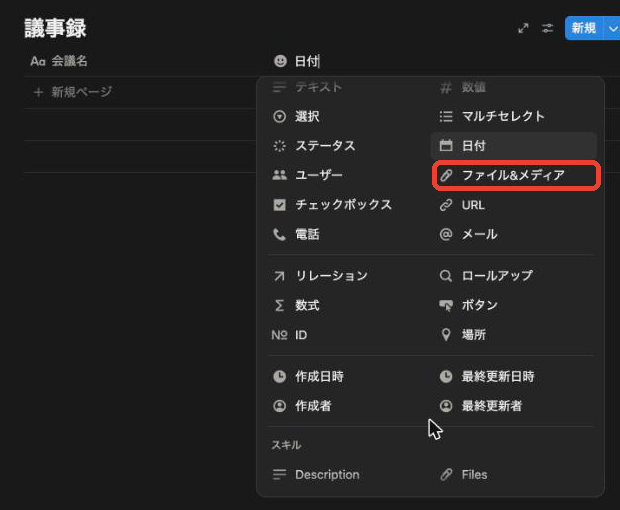 議事録
新規
Aa 会議名
日付
新規ページ
テキスト
数値
選択
マルチセレクト
ステータス
日付
ユーザー
ファイル&メディア
チェックボックス
URL
電話
メール
リレーション
ロールアップ
数式
ボタン
Nº ID
場所
作成日時
最終更新日時
作成者
最終更新者
スキル
Description
Files